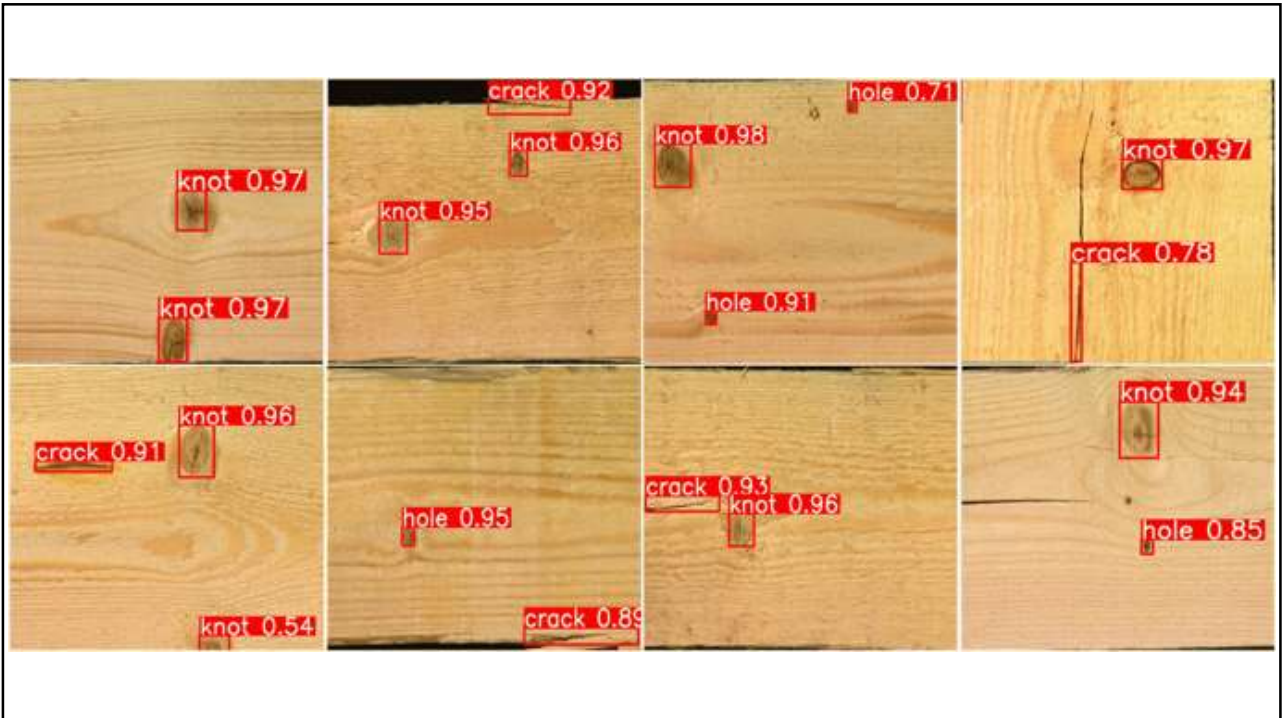 knot 0.97
knot 0.97
crack 0.92
knot 0.96
knot 0.95
hole 0.71
knot 0.98
hole 0.91
knot 0.97
crack 0.78
knot 0.96
crack 0.91
knot 0.54
hole 0.95
crack 0.89
crack 0.93
knot 0.96
knot 0.94
hole 0.85